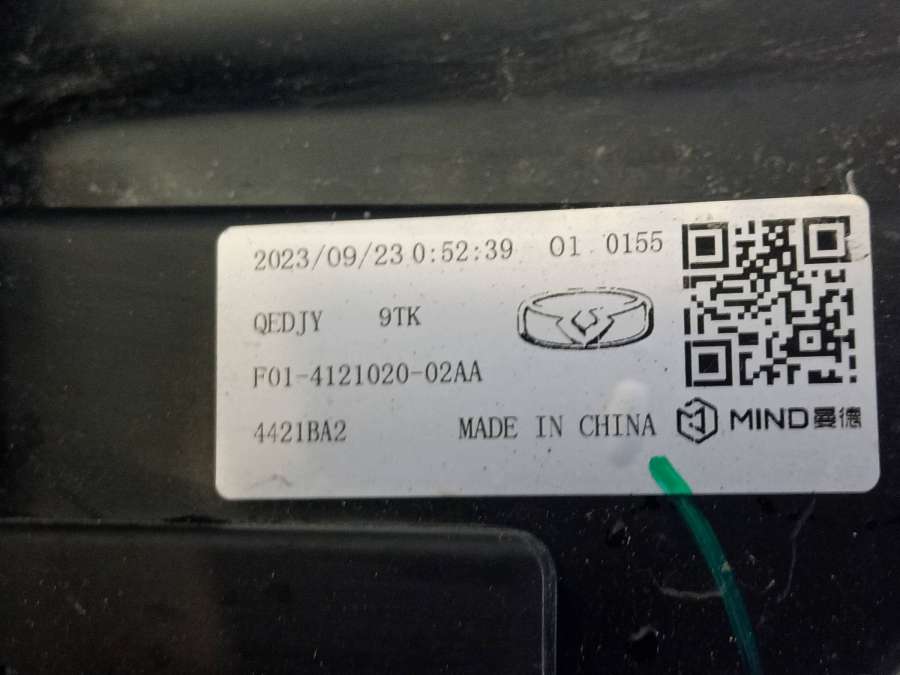 2023/09/23 0:52:39 01 0155
QEDJY 9TK
F01-4121020-02AA
4421BA2 MADE IN CHINA MIND曼德